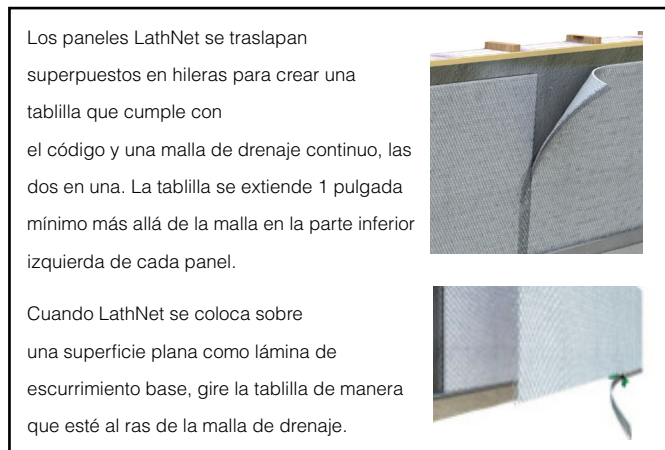 Los paneles LathNet se traslapan
superpuestos en hileras para crear una
tablilla que cumple con
el código y una malla de drenaje continuo, las
dos en una. La tablilla se extiende 1 pulgada
mínimo más allá de la malla en la parte inferior
izquierda de cada panel.
Cuando LathNet se coloca sobre
una superficie plana como lámina de
escurrimiento base, gire la tablilla de manera
que esté al ras de la malla de drenaje.